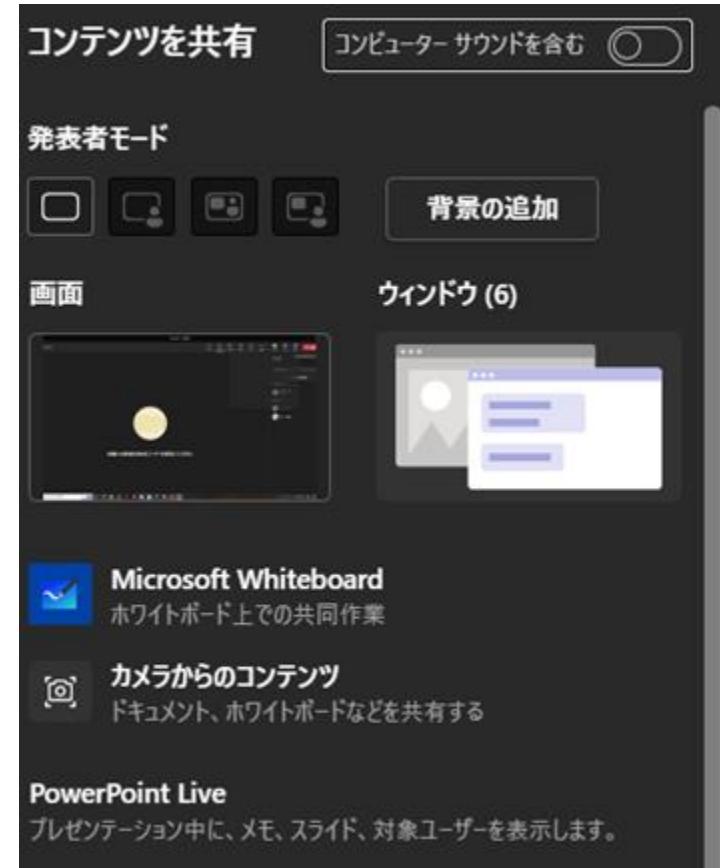 コンテンツを共有
コンピューター サウンドを含む
発表者モード
背景の追加
画面
ウィンドウ (6)
Microsoft Whiteboard
ホワイトボード上での共同作業
カメラからのコンテンツ
ドキュメント、ホワイトボードなどを共有する
PowerPoint Live
プレゼンテーション中に、メモ、スライド、対象ユーザーを表示します。